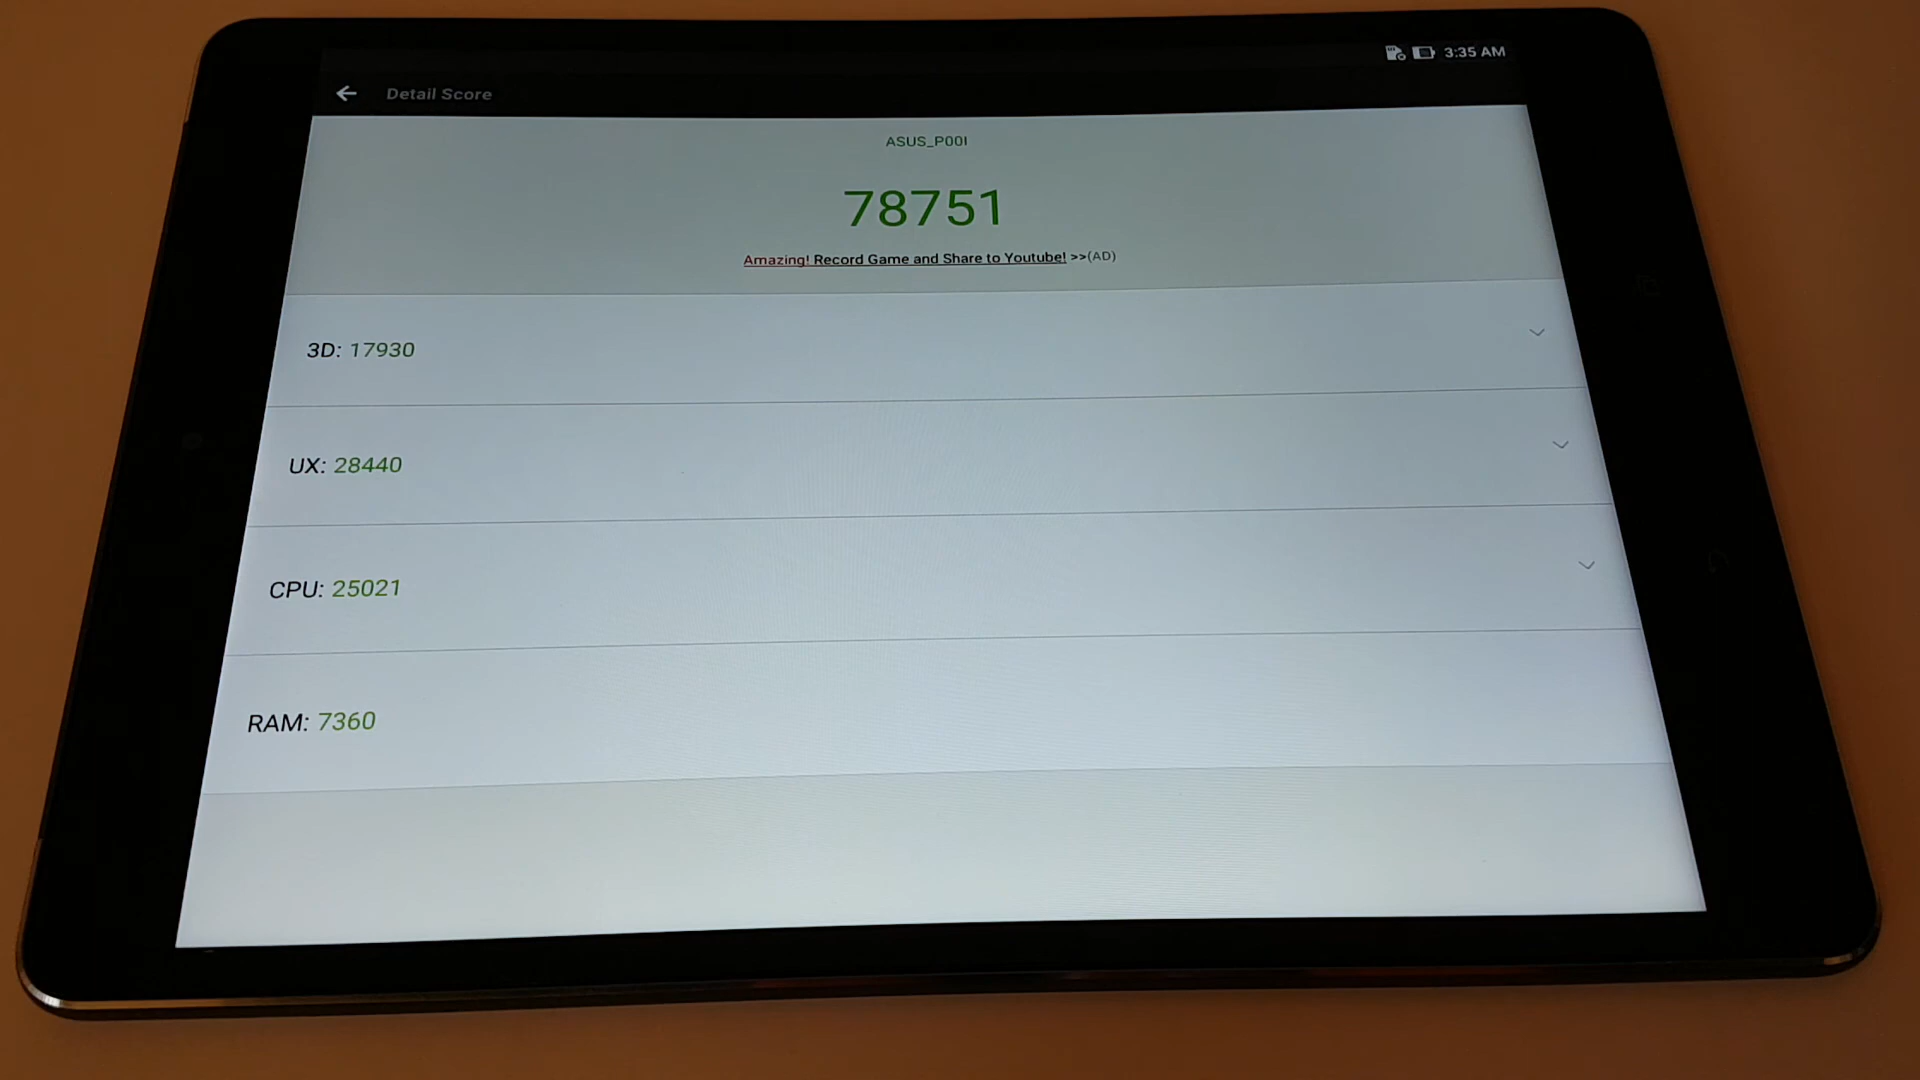 3:35 AM
Detail Score
ASUS_P00I
78751
Amazing! Record Game and Share to Youtube! >>(AD)
3D: 17930
UX: 28440
CPU: 25021
RAM: 7360